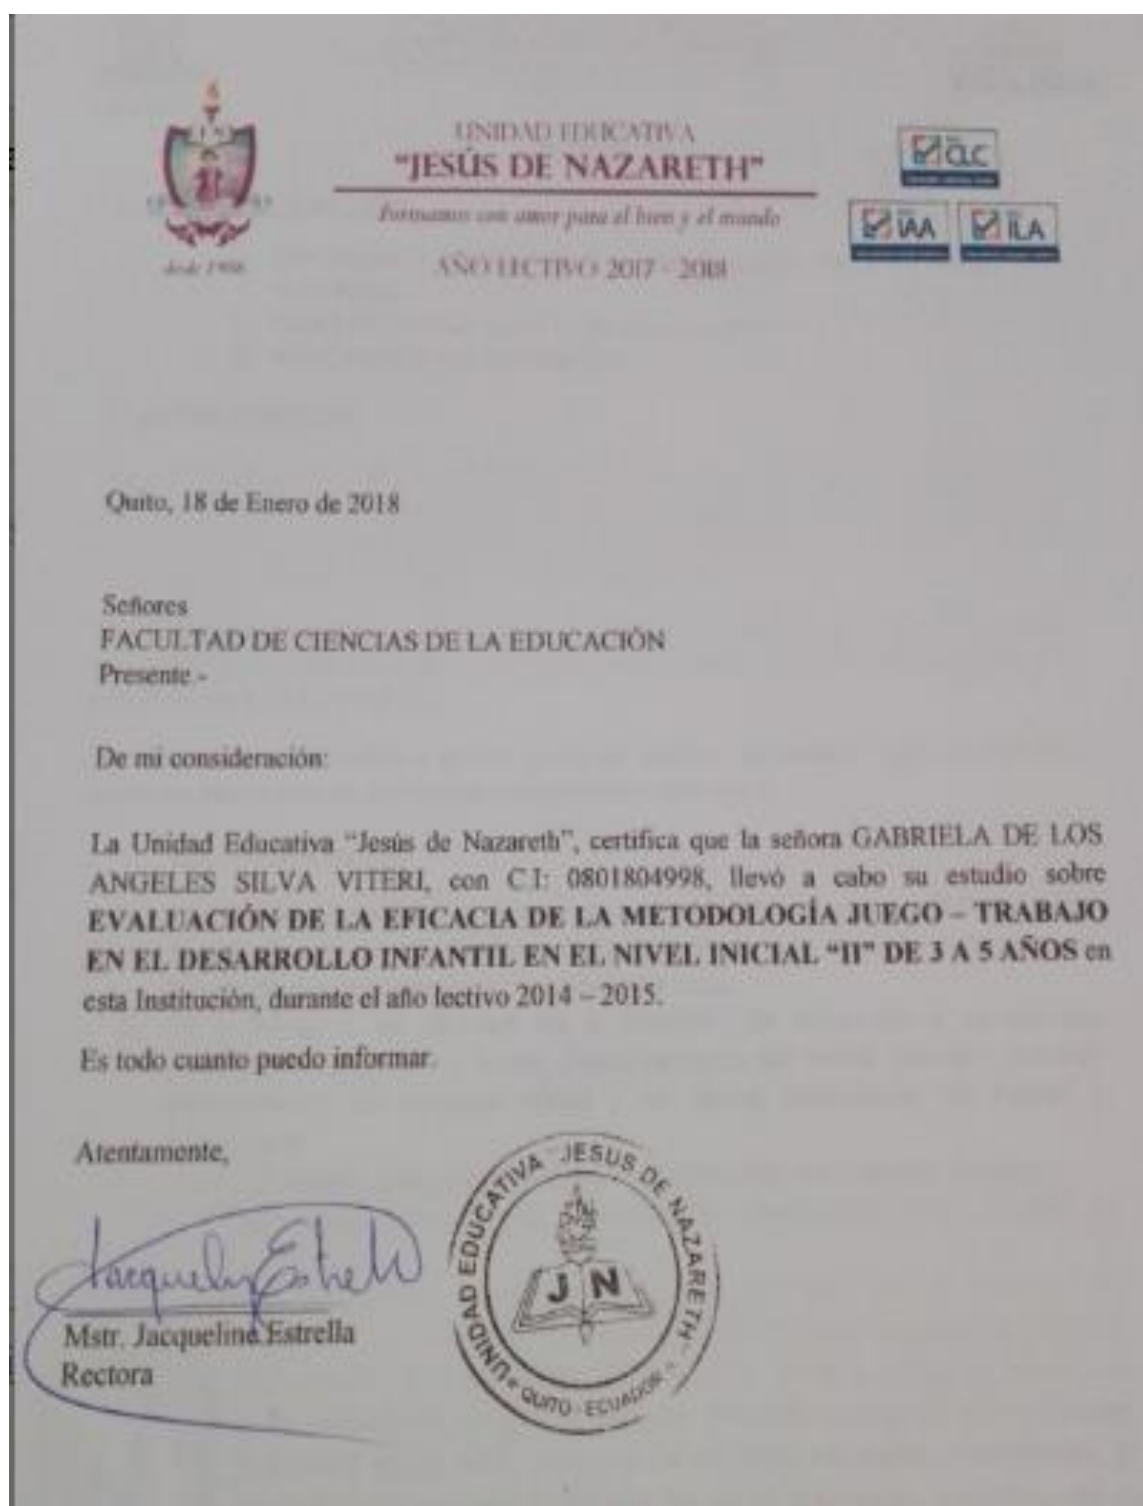 UNIDAD EDUCATIVA
"JESÚS DE NAZARETH"
Formamos con amor para el bien y el mundo
AÑO LECTIVO 2017 - 2018
desde
IAA
ILA
Quito, 18 de Enero de 2018
Señores
FACULTAD DE CIENCIAS DE LA EDUCACIÓN
Presente.-
De mi consideración:
La Unidad Educativa "Jesús de Nazareth", certifica que la señora GABRIELA DE LOS
ANGELES SILVA VITERI, con C.I: 0801804998, llevó a cabo su estudio sobre
EVALUACIÓN DE LA EFICACIA DE LA METODOLOGÍA JUEGO – TRABAJO
EN EL DESARROLLO INFANTIL EN EL NIVEL INICIAL "II" DE 3 A 5 AÑOS en
esta Institución, durante el año lectivo 2014 – 2015.
Es todo cuanto puedo informar.
Atentamente,
Jacqueline Estrella
Mstr. Jacqueline Estrella
Rectora
UNIDAD EDUCATIVA JESUS DE NAZARETH
J N
QUITO - ECUADOR